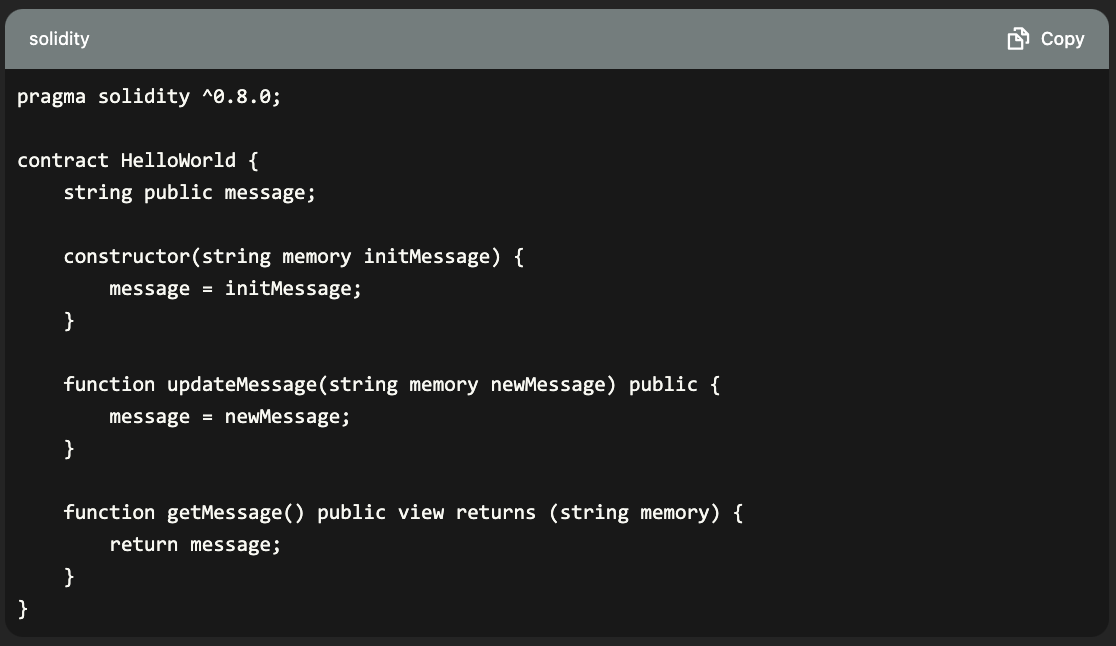 solidity
Copy
pragma solidity ^0.8.0;

contract HelloWorld {
    string public message;

    constructor(string memory initMessage) {
        message = initMessage;
    }

    function updateMessage(string memory newMessage) public {
        message = newMessage;
    }

    function getMessage() public view returns (string memory) {
        return message;
    }
}